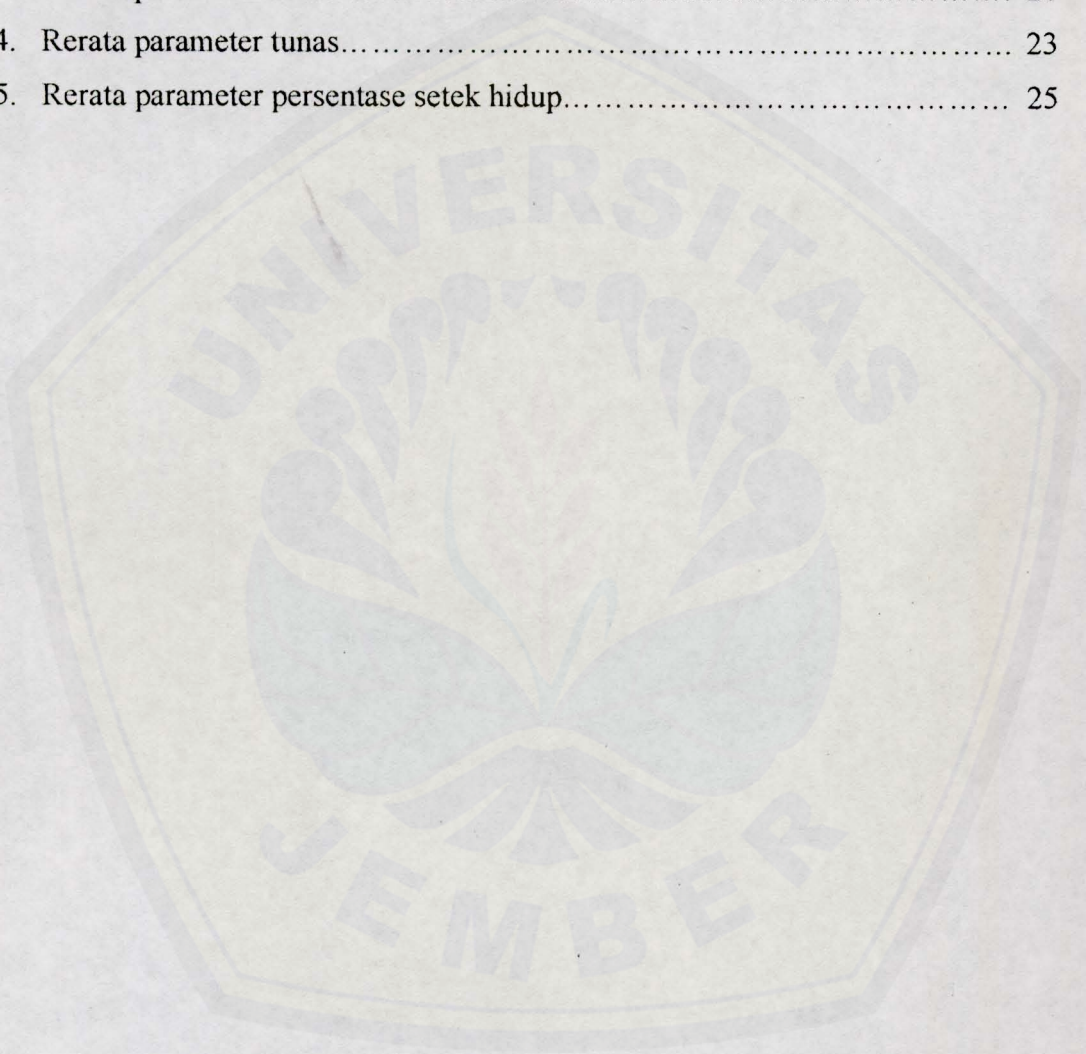 4. Rerata parameter tunas........................................................................ 23
5. Rerata parameter persentase setek hidup............................................. 25
UNIVERSITAS
JEMBER